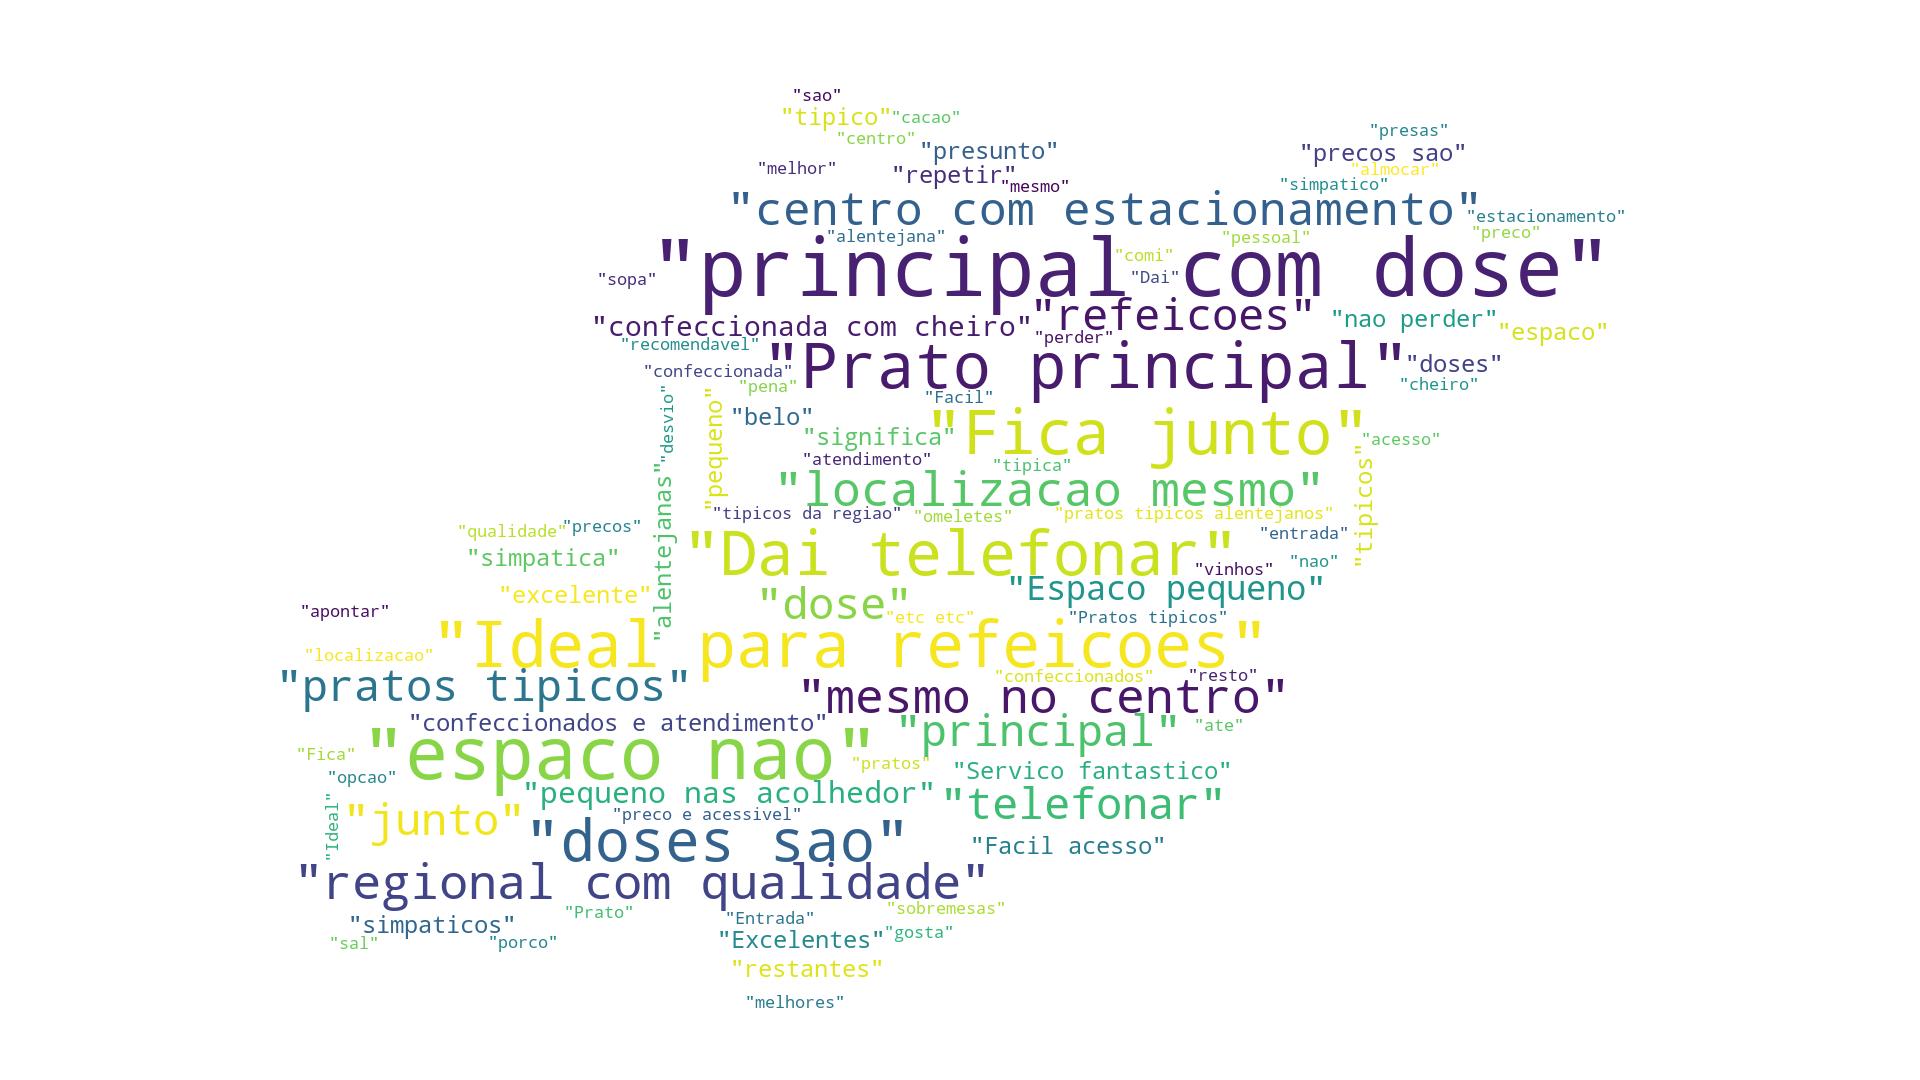 "sao"
"tipico"
"cacao"
"centro"
"presunto"
"presas"
"precos sao"
"melhor"
"repetir"
"mesmo"
"almocar"
"simpatico"
"centro com estacionamento"
"estacionamento"
"alentejana"
"pessoal"
"preco"
"principal com dose"
"comi"
"Dai"
"sopa"
"confeccionada com cheiro"
"refeicoes"
"nao perder"
"espaco"
"recomendavel"
"perder"
"Prato principal"
"doses"
"confeccionada"
"cheiro"
"pena"
"Facil"
"desvio"
"pequeno"
"belo"
"significa"
"Fica junto"
"acesso"
"atendimento"
"tipica"
"localizacao mesmo"
"tipicos"
"alentejanas"
"tipicos da regiao"
"omeletes"
"pratos tipicos alentejanos"
"qualidade"
"precos"
"entrada"
"simpatica"
"Dai telefonar"
"vinhos"
"nao"
"excelente"
"Espaco pequeno"
"dose"
"apontar"
"etc etc"
"Pratos tipicos"
"Ideal para refeicoes"
"localizacao"
"pratos tipicos"
"confeccionados"
"resto"
"mesmo no centro"
"confeccionados e atendimento"
"principal"
"ate"
"Fica"
"espaco nao"
"pratos"
"Servico fantastico"
"opcao"
"pequeno nas acolhedor"
"telefonar"
"Ideal"
"junto"
"preco e acessivel"
"doses sao"
"Facil acesso"
"regional com qualidade"
"Prato"
"simpaticos"
"Entrada"
"sobremesas"
"sal"
"porco"
"Excelentes"
"gosta"
"restantes"
"melhores"